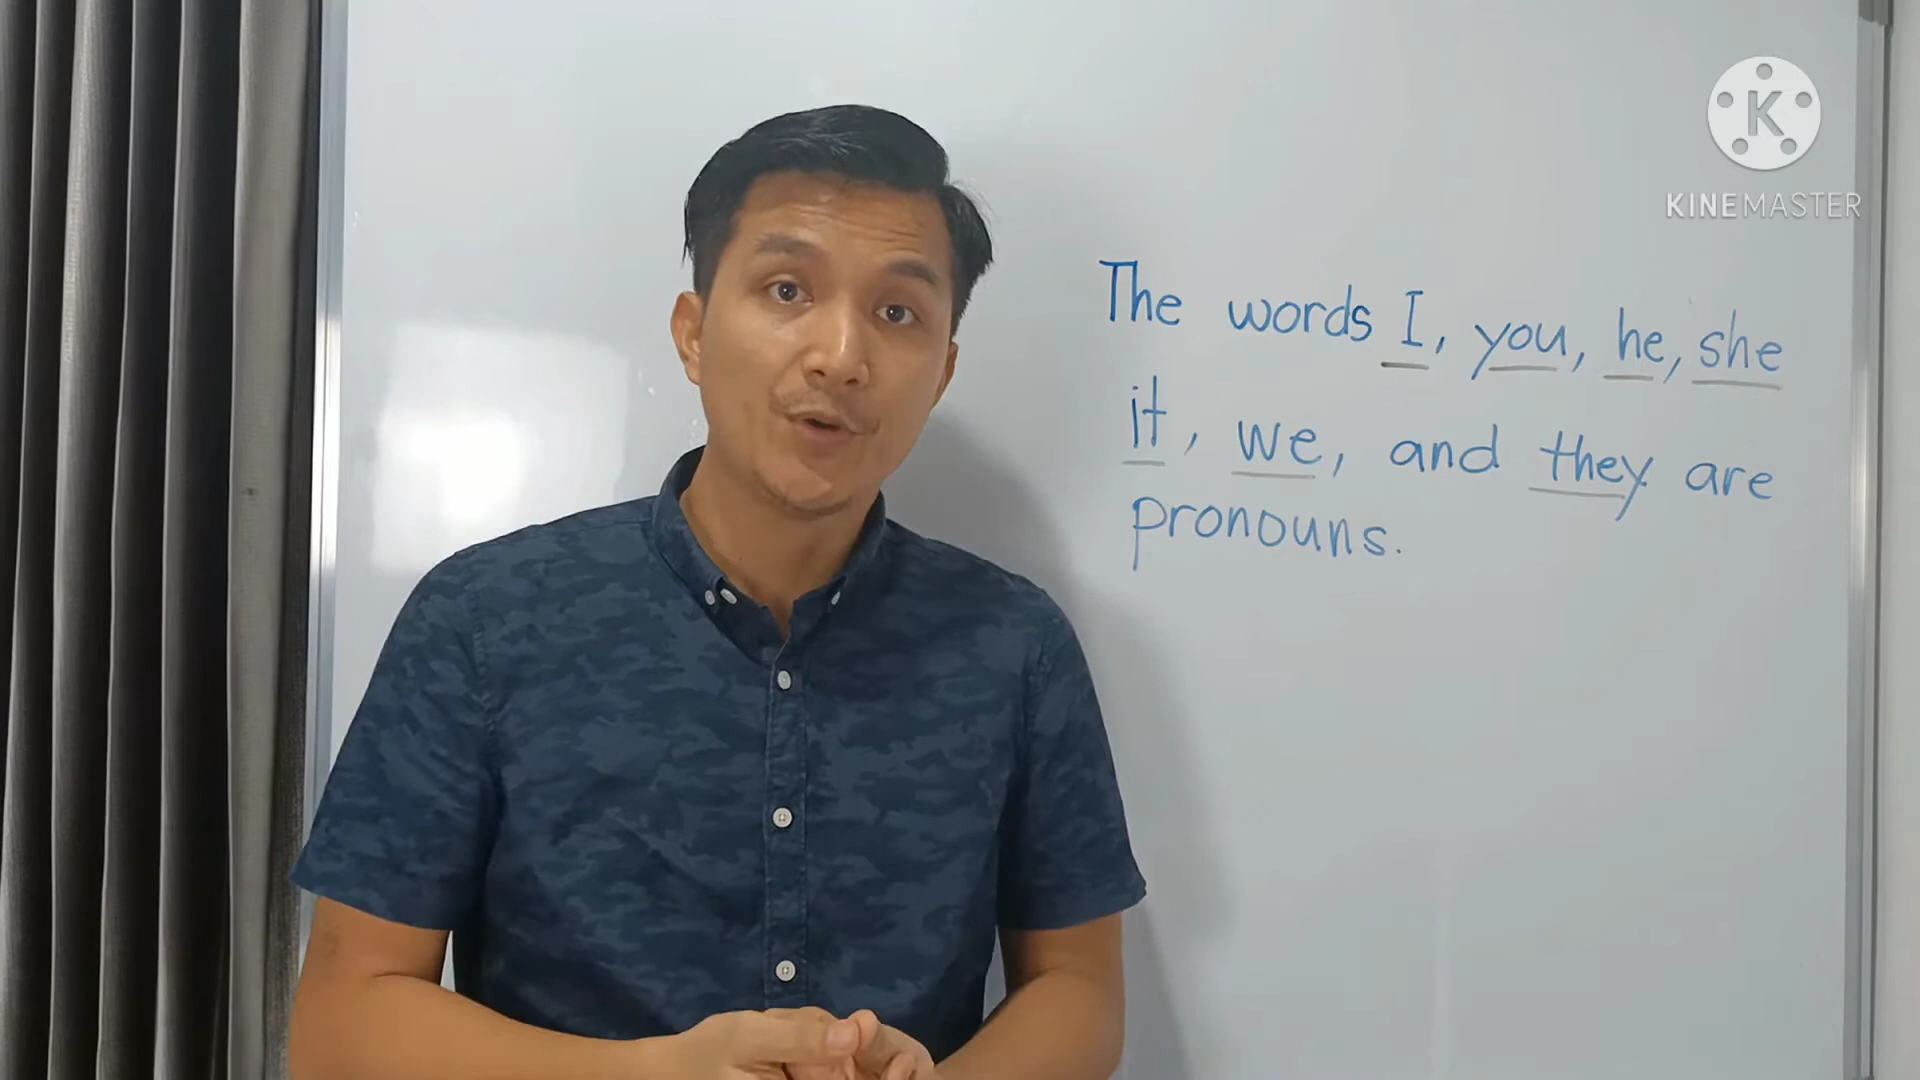 K
KINEMASTER
The words I, you, he, she
it, we, and they are
pronouns.